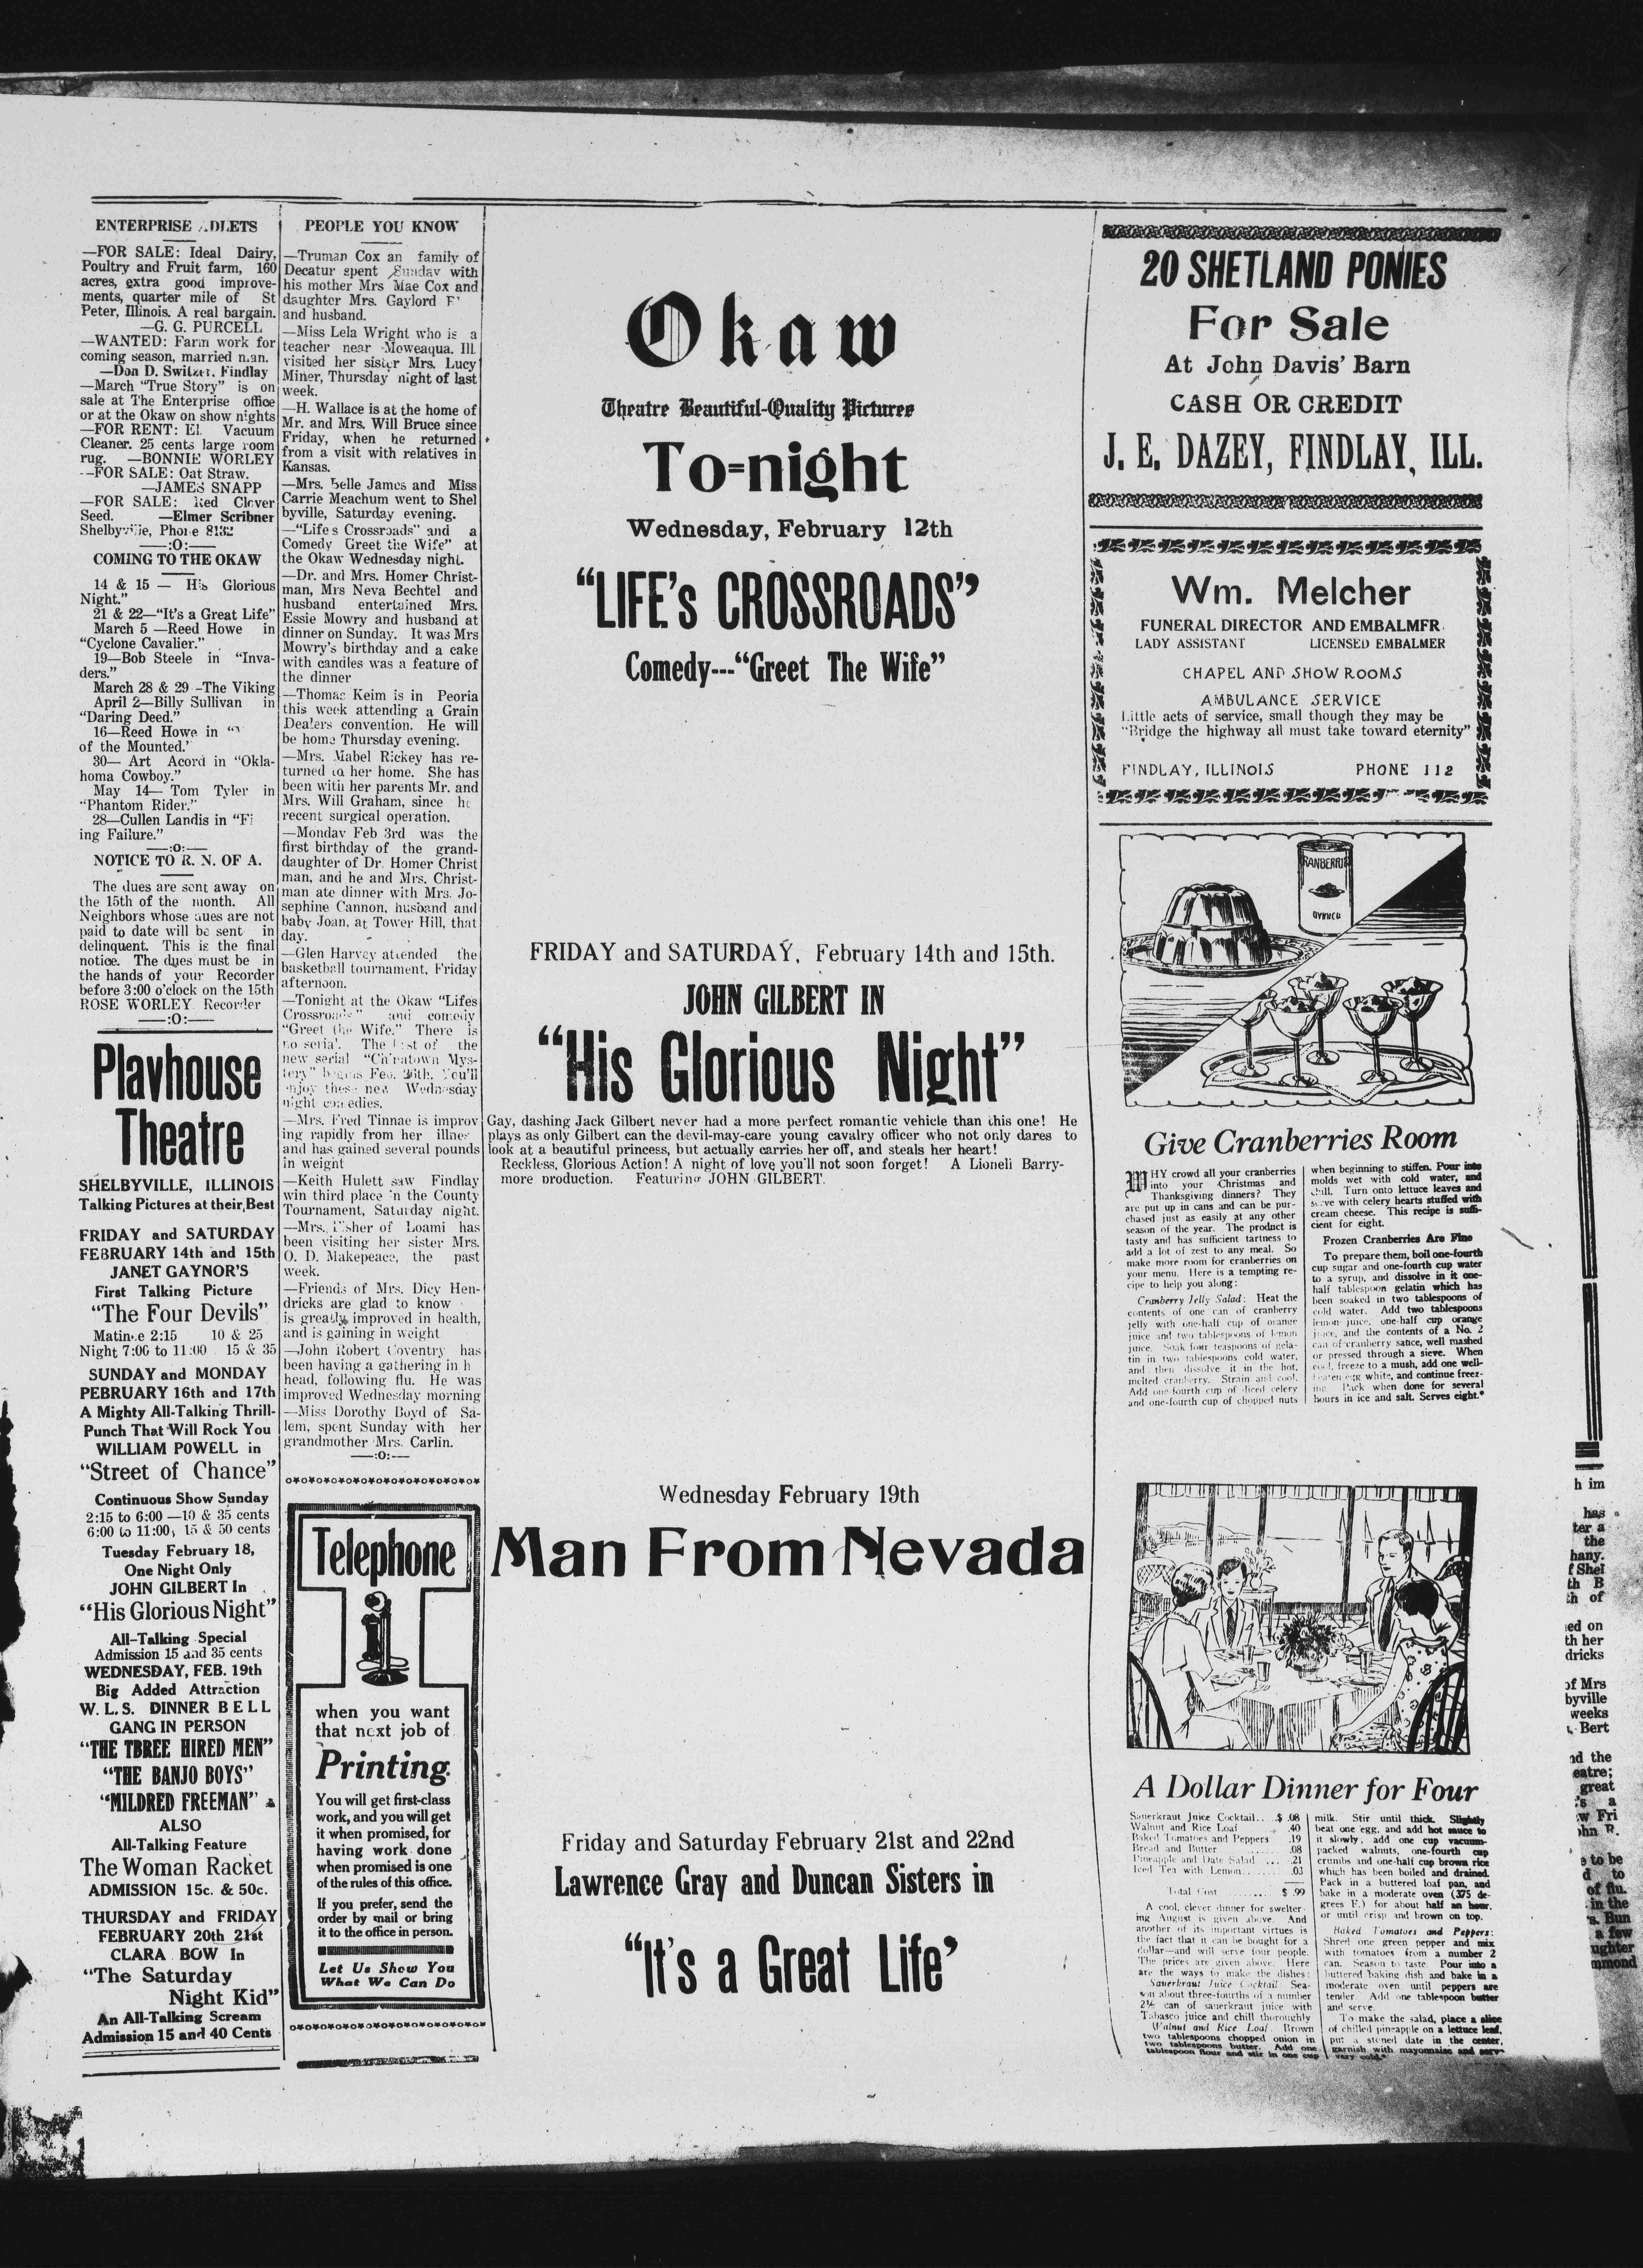 ENTERPRISE DLETS
—FOR SALE: Ideal Dairy,
Poultry and Fruit farm, 160
acres, extra good improve-
ments, quarter mile of St
Peter, Illinois. A real bargain.
—G. G. PURCELL
—WANTED: Farm work for
coming season, married man.
—Don D. Switzer, Findlay
—March "True Story" is on
sale at The Enterprise office
or at the Okaw on show nights
—FOR RENT: El. Vacuum
Cleaner. 25 cents large room
rug. —BONNIE WORLEY
—FOR SALE: Oat Straw.
—JAMES SNAPP
—FOR SALE: Red Clover
Seed. —Elmer Scribner
Shelbyville, Phone 8132
—:O:—
COMING TO THE OKAW
14 & 15 — His Glorious
Night."
21 & 22—"It's a Great Life"
March 5 —Reed Howe in
"Cyclone Cavalier."
19—Bob Steele in "Inva-
ders."
March 28 & 29 -The Viking
April 2—Billy Sullivan in
"Daring Deed."
16—Reed Howe in "
of the Mounted.'
30— Art Acord in "Okla-
homa Cowboy."
May 14— Tom Tyler in
"Phantom Rider."
28—Cullen Landis in "Fi
ing Failure."
—:o:—
NOTICE TO R. N. OF A.
The dues are sent away on
the 15th of the month. All
Neighbors whose dues are not
paid to date will be sent in
delinquent. This is the final
notice. The dues must be in
the hands of your Recorder
before 3:00 o'clock on the 15th
ROSE WORLEY Recorder
—:O:—
Playhouse
Theatre
SHELBYVILLE, ILLINOIS
Talking Pictures at their Best
FRIDAY and SATURDAY
FEBRUARY 14th and 15th
JANET GAYNOR'S
First Talking Picture
"The Four Devils"
Matinee 2:15 10 & 25
Night 7:00 to 11:00 15 & 35
SUNDAY and MONDAY
PEBRUARY 16th and 17th
A Mighty All-Talking Thrill-
Punch That Will Rock You
WILLIAM POWELL in
"Street of Chance"
Continuous Show Sunday
2:15 to 6:00 —10 & 35 cents
6:00 to 11:00, 15 & 50 cents
Tuesday February 18,
One Night Only
JOHN GILBERT In
"His Glorious Night"
All-Talking Special
Admission 15 and 35 cents
WEDNESDAY, FEB. 19th
Big Added Attraction
W. L. S. DINNER BELL
GANG IN PERSON
"THE TBREE HIRED MEN"
"THE BANJO BOYS"
"MILDRED FREEMAN"
ALSO
All-Talking Feature
The Woman Racket
ADMISSION 15c. & 50c.
THURSDAY and FRIDAY
FEBRUARY 20th 21st
CLARA BOW In
"The Saturday
Night Kid"
An All-Talking Scream
Admission 15 and 40 Cents
PEOPLE YOU KNOW
—Truman Cox an family of
Decatur spent Sunday with
his mother Mrs Mae Cox and
daughter Mrs. Gaylord F
and husband.
—Miss Lela Wright who is a
teacher near Moweaqua. Ill
visited her sister Mrs. Lucy
Miner, Thursday night of last
week.
—H. Wallace is at the home of
Mr. and Mrs. Will Bruce since
Friday, when he returned
from a visit with relatives in
Kansas.
—Mrs. Belle James and Miss
Carrie Meachum went to Shel
byville, Saturday evening.
—"Lifes Crossroads" and a
Comedy Greet the Wife" at
the Okaw Wednesday night.
—Dr. and Mrs. Homer Christ-
man, Mrs Neva Bechtel and
husband entertained Mrs.
Essie Mowry and husband at
dinner on Sunday. It was Mrs
Mowry's birthday and a cake
with candles was a feature of
the dinner
—Thomas Keim is in Peoria
this week attending a Grain
Dealers convention. He will
be home Thursday evening.
—Mrs. Mabel Rickey has re-
turned to her home. She has
been with her parents Mr. and
Mrs. Will Graham, since he
recent surgical operation.
—Monday Feb 3rd was the
first birthday of the grand-
daughter of Dr. Homer Christ
man, and he and Mrs. Christ-
man ate dinner with Mrs. Jo-
sephine Cannon, husband and
baby Joan, at Tower Hill, that
day.
—Glen Harvey attended the
basketball tournament, Friday
afternoon.
—Tonight at the Okaw "Lifes
Crossroads" and comedy
"Greet the Wife." There is
no serial. The of the
new serial "Chinatown Mys-
tery" begins Feb. 26th. You'll
enjoy these new Wednesday
night comedies.
—Mrs. Fred Tinnae is improv
ing rapidly from her illnes
and has gained several pounds
in weight
—Keith Hulett saw Findlay
win third place in the County
Tournament, Saturday night.
—Mrs. Fisher of Loami has
been visiting her sister Mrs.
O. D. Makepeace, the past
week.
—Friends of Mrs. Dicy Hen-
dricks are glad to know
is greatly improved in health,
and is gaining in weight
—John Robert Coventry has
been having a gathering in h
head, following flu. He was
improved Wednesday morning
—Miss Dorothy Boyd of Sa-
lem, spent Sunday with her
grandmother Mrs. Carlin.
—:O:—
Telephone
when you want
that next job of
Printing
You will get first-class
work, and you will get
it when promised, for
having work done
when promised is one
of the rules of this office.
If you prefer, send the
order by mail or bring
it to the office in person.
Let Us Show You
What We Can Do
Okaw
Theatre Beautiful-Quality Pictures
To-night
Wednesday, February 12th
"LIFE's CROSSROADS"
Comedy---"Greet The Wife"
FRIDAY and SATURDAY, February 14th and 15th.
JOHN GILBERT IN
"His Glorious Night"
Gay, dashing Jack Gilbert never had a more perfect romantic vehicle than this one! He
plays as only Gilbert can the devil-may-care young cavalry officer who not only dares to
look at a beautiful princess, but actually carries her off, and steals her heart!
Reckless, Glorious Action! A night of love you'll not soon forget! A Lionell Barry-
more production. Featuring JOHN GILBERT.
Wednesday February 19th
Man From Nevada
Friday and Saturday February 21st and 22nd
Lawrence Gray and Duncan Sisters in
"It's a Great Life'
20 SHETLAND PONIES
For Sale
At John Davis' Barn
CASH OR CREDIT
J. E. DAZEY, FINDLAY, ILL.
Wm. Melcher
FUNERAL DIRECTOR AND EMBALMFR
LADY ASSISTANT LICENSED EMBALMER
CHAPEL AND SHOW ROOMS
AMBULANCE SERVICE
Little acts of service, small though they may be
"Bridge the highway all must take toward eternity"
FINDLAY, ILLINOIS PHONE 112
RANBERRI
Give Cranberries Room
WHY crowd all your cranberries
into your Christmas and
Thanksgiving dinners? They
are put up in cans and can be pur-
chased just as easily at any other
season of the year. The product is
tasty and has sufficient tartness to
add a lot of zest to any meal. So
make more room for cranberries on
your menu. Here is a tempting re-
cipe to help you along:
Cranberry Jelly Salad: Heat the
contents of one can of cranberry
jelly with one-half cup of orange
juice and two tablespoons of lemon
juice. Soak four teaspoons of gela-
tin in two tablespoons cold water,
and then dissolve it in the hot,
melted cranberry. Strain and cool.
Add one-fourth cup of diced celery
and one-fourth cup of chopped nuts
when beginning to stiffen. Pour into
molds wet with cold water, and
chill. Turn onto lettuce leaves and
serve with celery hearts stuffed with
cream cheese. This recipe is suffi-
cient for eight.
Frozen Cranberries Are Fine
To prepare them, boil one-fourth
cup sugar and one-fourth cup water
to a syrup, and dissolve in it one-
half tablespoon gelatin which has
been soaked in two tablespoons of
cold water. Add two tablespoons
lemon juice, one-half cup orange
juice, and the contents of a No. 2
can of cranberry sauce, well mashed
or pressed through a sieve. When
cool, freeze to a mush, add one well-
beaten egg white, and continue freez-
ing. Pack when done for several
hours in ice and salt. Serves eight.*
A Dollar Dinner for Four
Sauerkraut Juice Cocktail.. $ .08
Walnut and Rice Loaf .40
Baked Tomatoes and Peppers .19
Bread and Butter ....... .08
Pineapple and Date Salad ... .21
Iced Tea with Lemon...... .03
Total Cost ........ $ .99
A cool, clever dinner for swelter-
ing August is given above. And
another of its important virtues is
the fact that it can be bought for a
dollar—and will serve four people.
The prices are given above. Here
are the ways to make the dishes:
Sauerkraut Juice Cocktail Sea-
son about three-fourths of a number
2½ can of sauerkraut juice with
Tabasco juice and chill thoroughly
Walnut and Rice Loaf. Brown
two tablespoons chopped onion in
two tablespoons butter. Add one
tablespoon flour and stir in one cup
milk. Stir until thick. Slightly
beat one egg, and add hot sauce to
it slowly, add one cup vacuum-
packed walnuts, one-fourth cup
crumbs and one-half cup brown rice
which has been boiled and drained.
Pack in a buttered loaf pan, and
bake in a moderate oven (375 de-
grees F.) for about half an hour,
or until crisp and brown on top.
Baked Tomatoes and Peppers:
Shred one green pepper and mix
with tomatoes from a number 2
can. Season to taste. Pour into a
buttered baking dish and bake in a
moderate oven until peppers are
tender. Add one tablespoon butter
and serve.
To make the salad, place a slice
of chilled pineapple on a lettuce leaf,
put a stoned date in the center,
garnish with mayonnaise and serve
very cold.*
h im
has
ter a
the
hany.
f Shel
th B
th of
ed on
th her
dricks
of Mrs
byville
weeks
Bert
nd the
eatre;
great
's a
w Fri
ohn R.
e to be
d to
of flu.
in the
s. Bun
a few
ughter
mmond